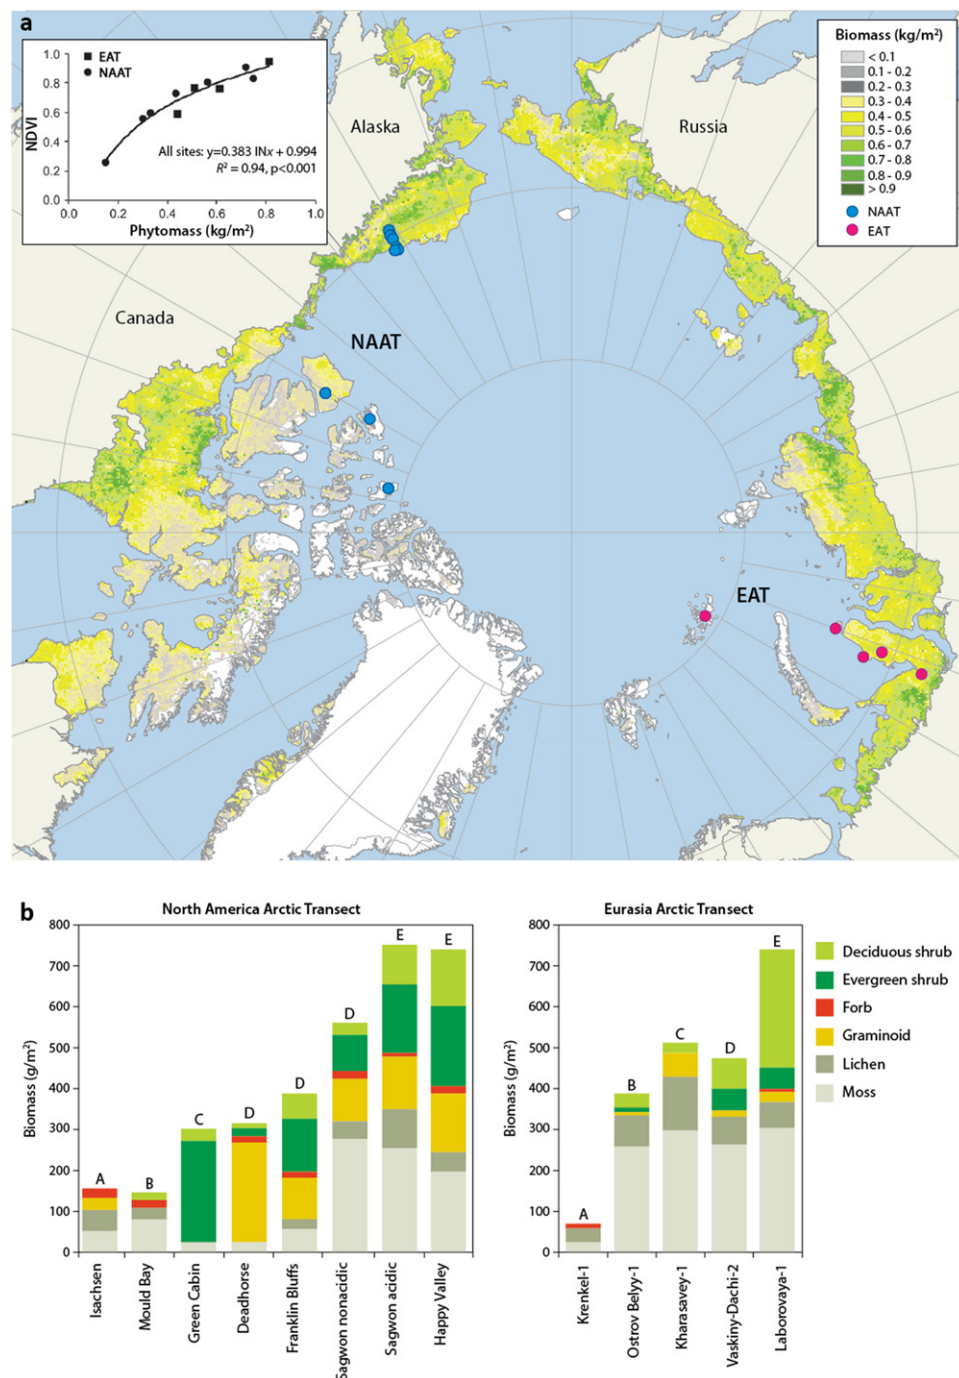 a
EAT
NAAT
NDVI
1.0
0.8
0.6
0.4
0.2
0.0
0.0 0.2 0.4 0.6 0.8 1.0
All sites: y=0.383 INx + 0.994
R² = 0.94, p<0.001
Phytomass (kg/m²)
Alaska
Russia
Canada
NAAT
EAT
Biomass (kg/m²)
< 0.1
0.1 - 0.2
0.2 - 0.3
0.3 - 0.4
0.4 - 0.5
0.5 - 0.6
0.6 - 0.7
0.7 - 0.8
0.8 - 0.9
> 0.9
NAAT
EAT
b
North America Arctic Transect
Biomass (g/m²)
800
700
600
500
400
300
200
100
0
A B C D D D E E
Isachsen
Mould Bay
Green Cabin
Deadhorse
Franklin Bluffs
Sagwon nonacidic
Sagwon acidic
Happy Valley
Eurasia Arctic Transect
Biomass (g/m²)
800
700
600
500
400
300
200
100
0
A B C D E
Krenkel-1
Ostrov Belyy-1
Kharasavey-1
Vaskiny-Dachi-2
Laborovaya-1
Deciduous shrub
Evergreen shrub
Forb
Graminoid
Lichen
Moss